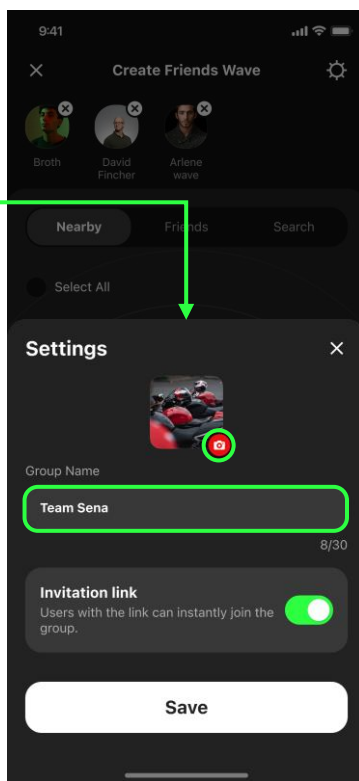 9:41
Create Friends Wave
Broth
David
Fincher
Arlene
wave
Nearby
Friends
Search
Select All
Settings
Group Name
Team Sena
8/30
Invitation link
Users with the link can instantly join the
group.
Save